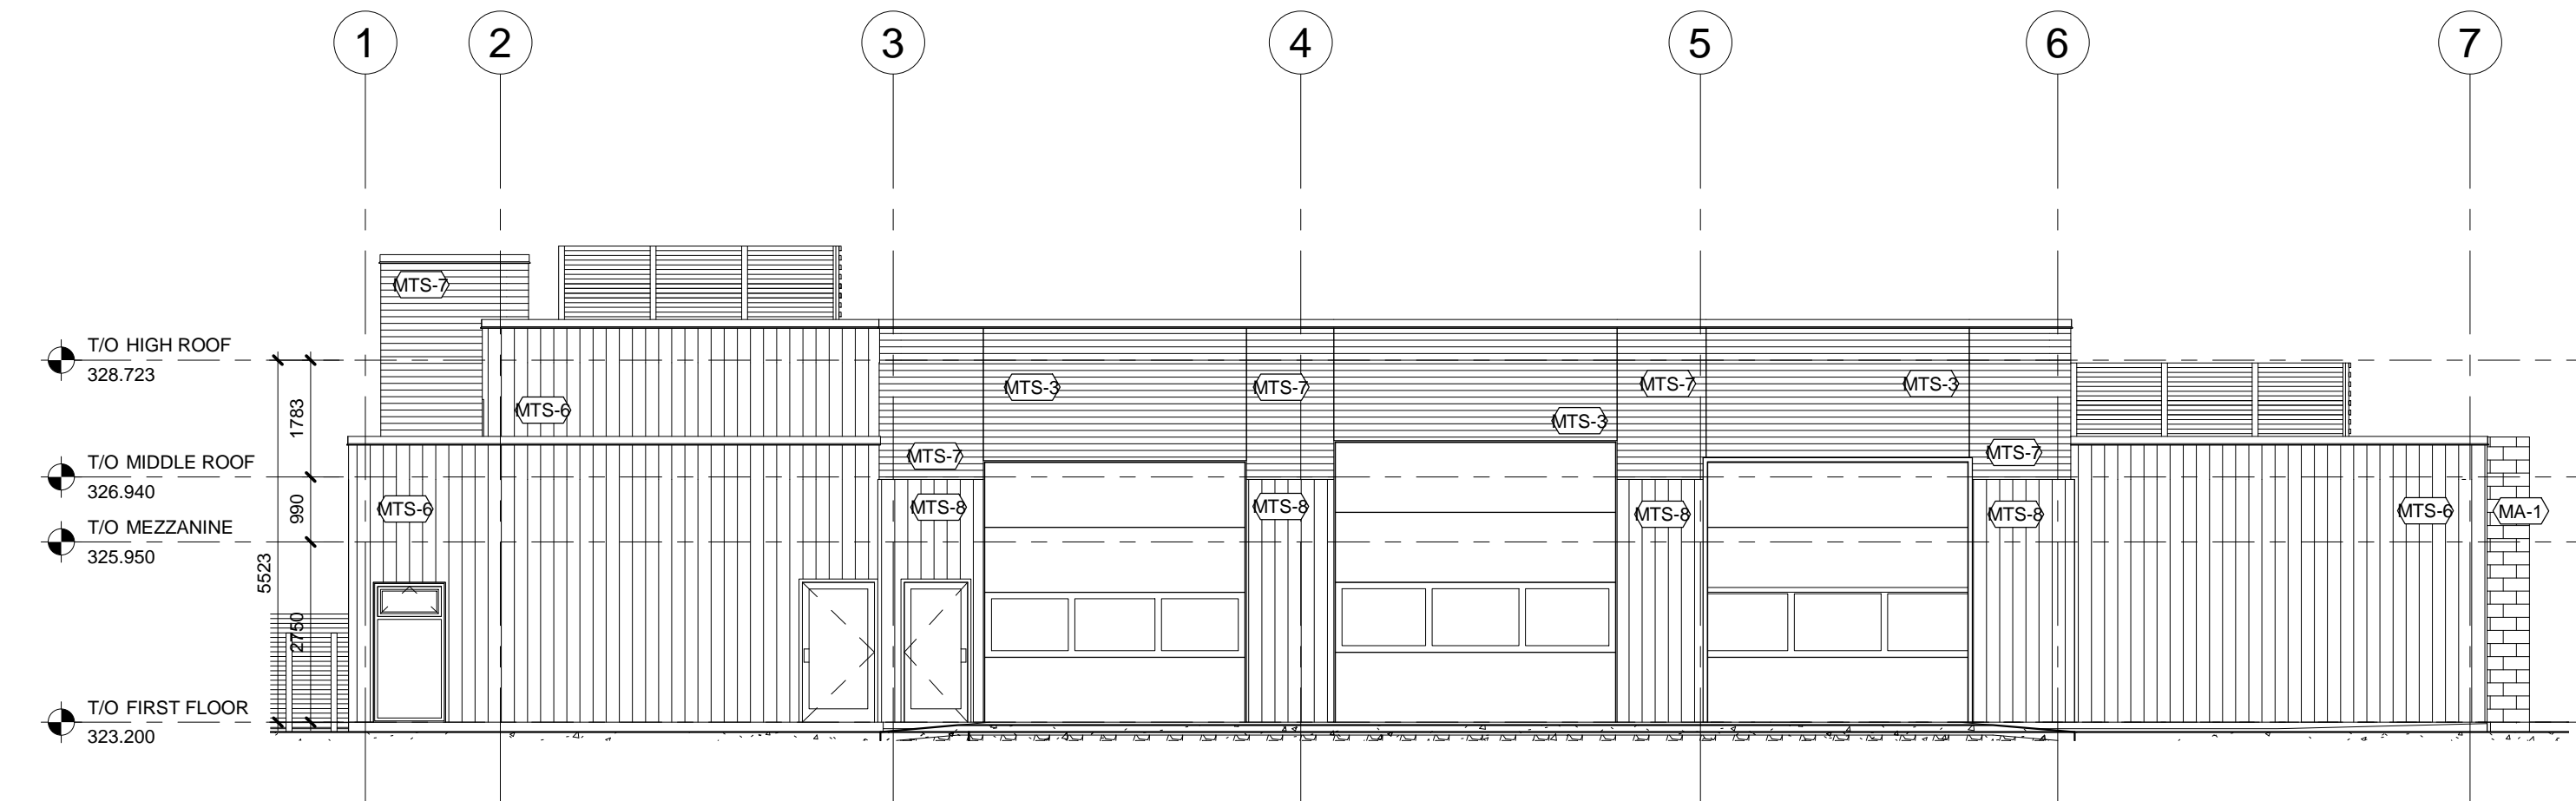 1 2 3 4 5 6 7
MTS-7
T/O HIGH ROOF
328.723
MTS-3 MTS-7 MTS-7 MTS-3
MTS-6
1783
MTS-3
T/O MIDDLE ROOF
326.940
MTS-7 MTS-7
990
MTS-6 MTS-8 MTS-8 MTS-8 MTS-8 MTS-6 MA-1
T/O MEZZANINE
325.950
5523
2750
T/O FIRST FLOOR
323.200